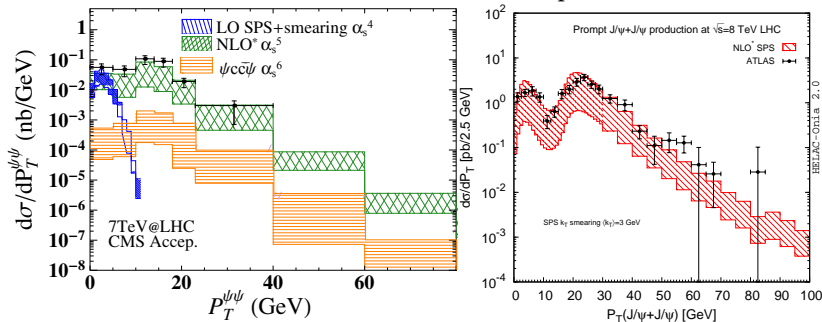 LO SPS+smearing α_s^4
NLO* α_s^5
ψcc̄ψ α_s^6
10
1
10^-1
10^-2
10^-3
10^-4
10^-5
10^-6
10^-7
10^-8
dσ/dP_T^ψψ (nb/GeV)
7TeV@LHC
CMS Accep.
0 20 40 60
P_T^ψψ (GeV)
Prompt J/ψ+J/ψ production at √s=8 TeV LHC
NLO* SPS
ATLAS
10^2
10^1
10^0
10^-1
10^-2
10^-3
10^-4
dσ/dP_T [pb/2.5 GeV]
SPS k_T smearing ⟨k_T⟩=3 GeV
HELAC-Onia 2.0
0 10 20 30 40 50 60 70 80 90 100
P_T(J/ψ+J/ψ) [GeV]